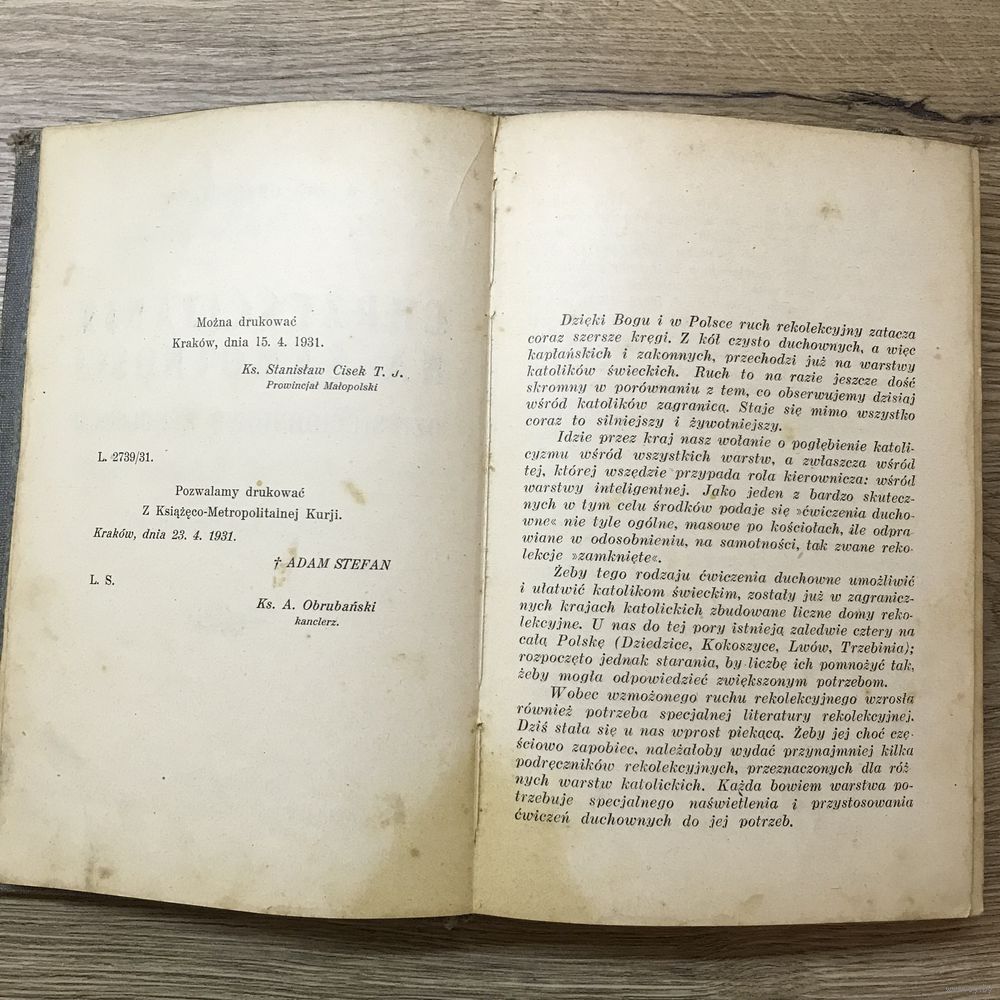 Można drukować
Kraków, dnia 15. 4. 1931.
Ks. Stanisław Cisek T. J.
Prowincjał Małopolski
L. 2739/31.
Pozwalamy drukować
Z Książęco-Metropolitalnej Kurji.
Kraków, dnia 23. 4. 1931.
† ADAM STEFAN
L. S.
Ks. A. Obrubański
kanclerz.
Dzięki Bogu i w Polsce ruch rekolekcyjny zatacza
coraz szersze kręgi. Z kół czysto duchownych, a więc
kapłańskich i zakonnych, przechodzi już na warstwy
katolików świeckich. Ruch to na razie jeszcze dość
skromny w porównaniu z tem, co obserwujemy dzisiaj
wśród katolików zagranicą. Staje się mimo wszystko
coraz to silniejszy i żywotniejszy.
Idzie przez kraj nasz wołanie o pogłębienie katoli-
cyzmu wśród wszystkich warstw, a zwłaszcza wśród
tej, której wszędzie przypada rola kierownicza: wśród
warstwy inteligentnej. Jako jeden z bardzo skutecz-
nych w tym celu środków podaje się »ćwiczenia ducho-
wne« nie tyle ogólne, masowe po kościołach, ile odpra-
wiane w odosobnieniu, na samotności, tak zwane reko-
lekcje »zamknięte«.
Żeby tego rodzaju ćwiczenia duchowne umożliwić
i ułatwić katolikom świeckim, zostały już w zagranicz-
nych krajach katolickich zbudowane liczne domy reko-
lekcyjne. U nas do tej pory istnieją zaledwie cztery na
całą Polskę (Dziedzice, Kokoszyce, Lwów, Trzebinia);
rozpoczęto jednak starania, by liczbę ich pomnożyć tak,
żeby mogła odpowiedzieć zwiększonym potrzebom.
Wobec wzmożonego ruchu rekolekcyjnego wzrosła
również potrzeba specjalnej literatury rekolekcyjnej.
Dziś stała się u nas wprost piekącą. Żeby jej choć czę-
ściowo zapobiec, należałoby wydać przynajmniej kilka
podręczników rekolekcyjnych, przeznaczonych dla róż
nych warstw katolickich. Każda bowiem warstwa po-
trzebuje specjalnego naświetlenia i przystosowania
ćwiczeń duchownych do jej potrzeb.